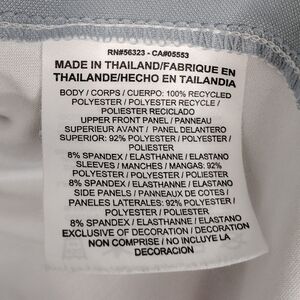 RN#56323 - CA#05553
MADE IN THAILAND/FABRIQUE EN
THAILANDE/HECHO EN TAILANDIA
BODY / CORPS / CUERPO: 100% RECYCLED
POLYESTER / POLYESTER RECYCLE /
POLIESTER RECICLADO
UPPER FRONT PANEL / PANNEAU
SUPERIEUR AVANT / PANEL DELANTERO
SUPERIOR: 92% POLYESTER / POLYESTER /
POLIESTER
8% SPANDEX / ELASTHANNE / ELASTANO
SLEEVES / MANCHES / MANGAS: 92%
POLYESTER / POLYESTER / POLIESTER
8% SPANDEX / ELASTHANNE / ELASTANO
SIDE PANELS / PANNEAUX DE COTES /
PANELES LATERALES: 92% POLYESTER /
POLYESTER / POLIESTER
8% SPANDEX / ELASTHANNE / ELASTANO
EXCLUSIVE OF DECORATION / DECORATION
NON COMPRISE / NO INCLUYE LA
DECORACION